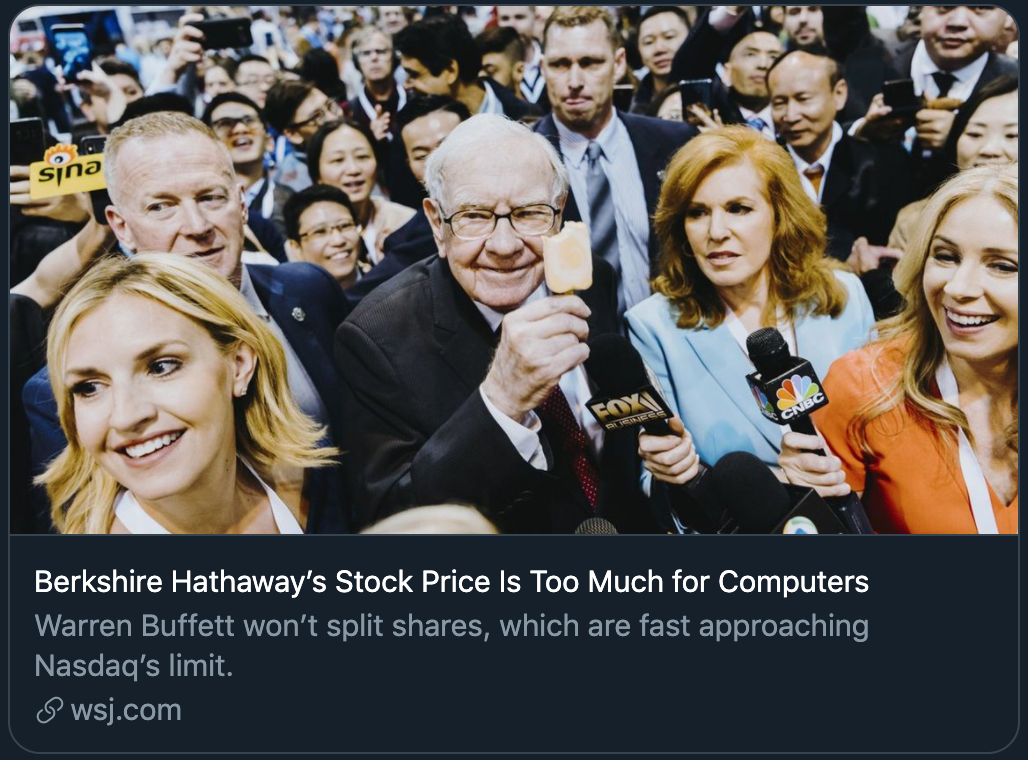 sina
FOX
BUSINESS
CNBC
Berkshire Hathaway’s Stock Price Is Too Much for Computers
Warren Buffett won’t split shares, which are fast approaching
Nasdaq’s limit.
wsj.com